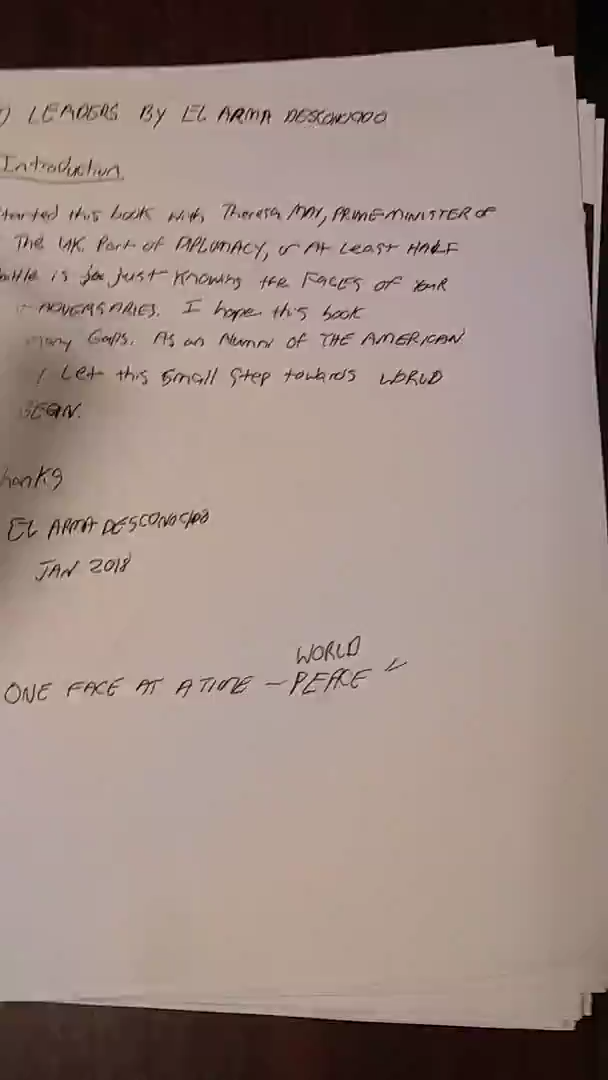 ) LEADERS BY EL ARMA DESCONOCIDO
Introduction
started this book with Theresa MAY, PRIME MINISTER OF
The UK. Part of DIPLOMACY, or At Least HALF
battle is just Knowing the FACES OF YOUR
ADVERSARIES. I hope this book
many Gaps. As an Alumni of THE AMERICAN
Let this small step towards WORLD
BEGIN.
hanks
EL ARMA DESCONOCIDO
JAN 2018
WORLD
ONE FACE AT A TIME - PEACE